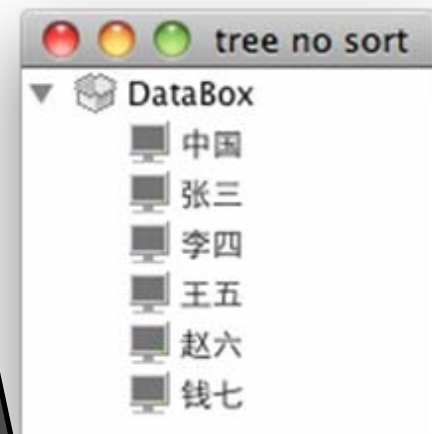 tree no sort
DataBox
中国
张三
李四
王五
赵六
钱七